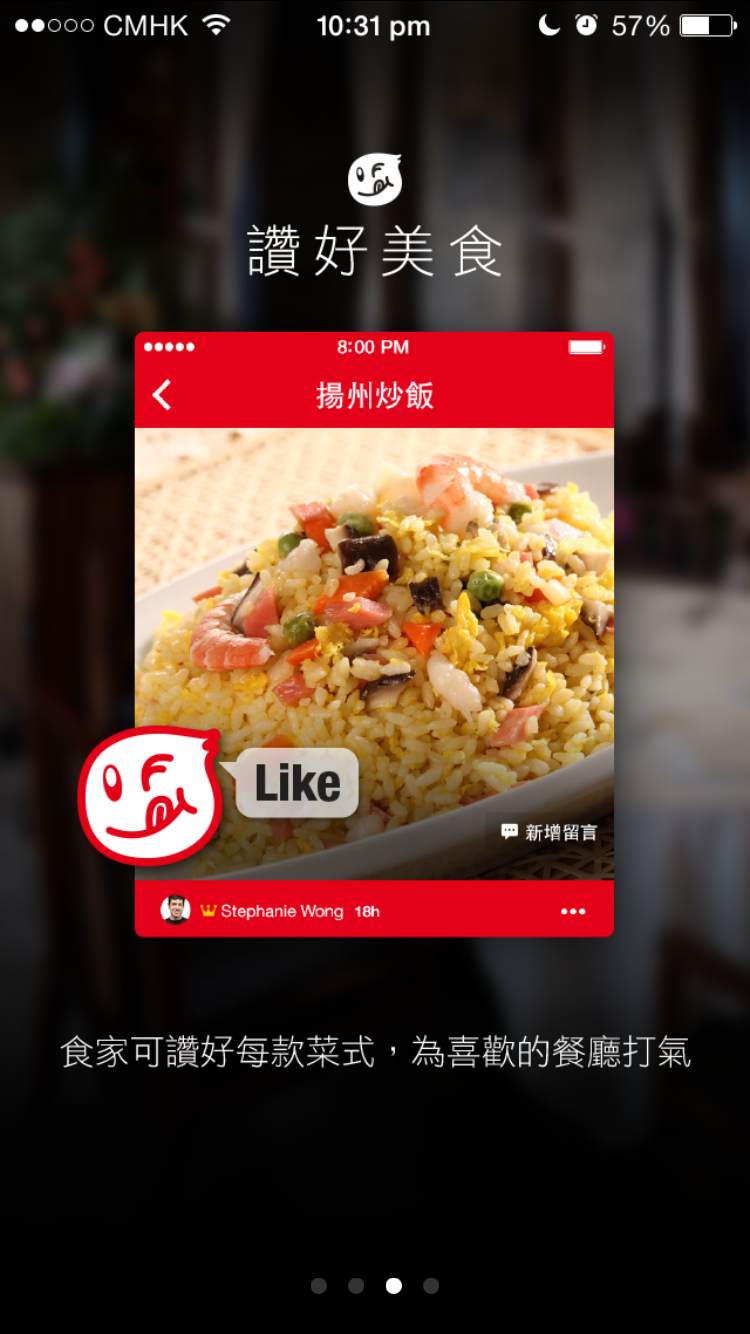 CMHK 10:31 pm 57%
讚好美食
8:00 PM
揚州炒飯
Like
新增留言
Stephanie Wong 18h
食家可讚好每款菜式，為喜歡的餐廳打氣